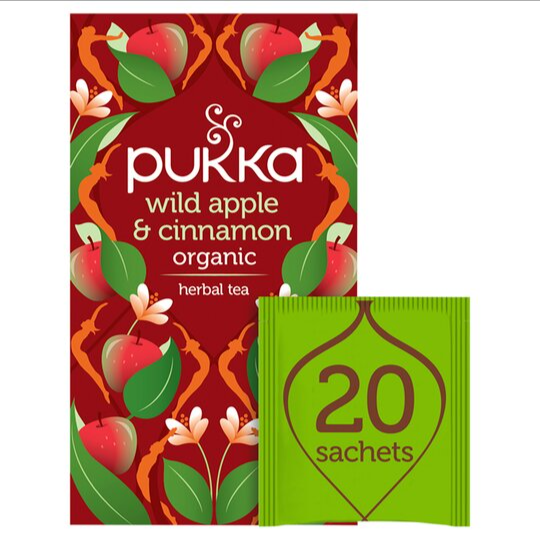 pukka
wild apple
& cinnamon
organic
herbal tea
20
sachets